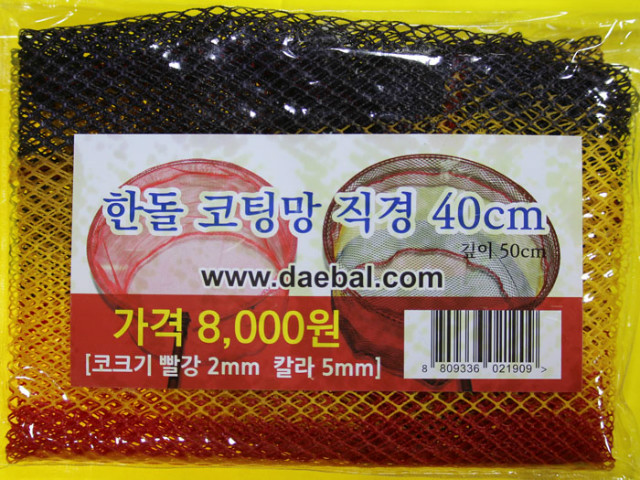 한돌 코팅망 직경 40cm
깊이 50cm
www.daebal.com
가격 8,000원
[코크기 빨강 2mm 칼라 5mm]
8 809336 021909 >